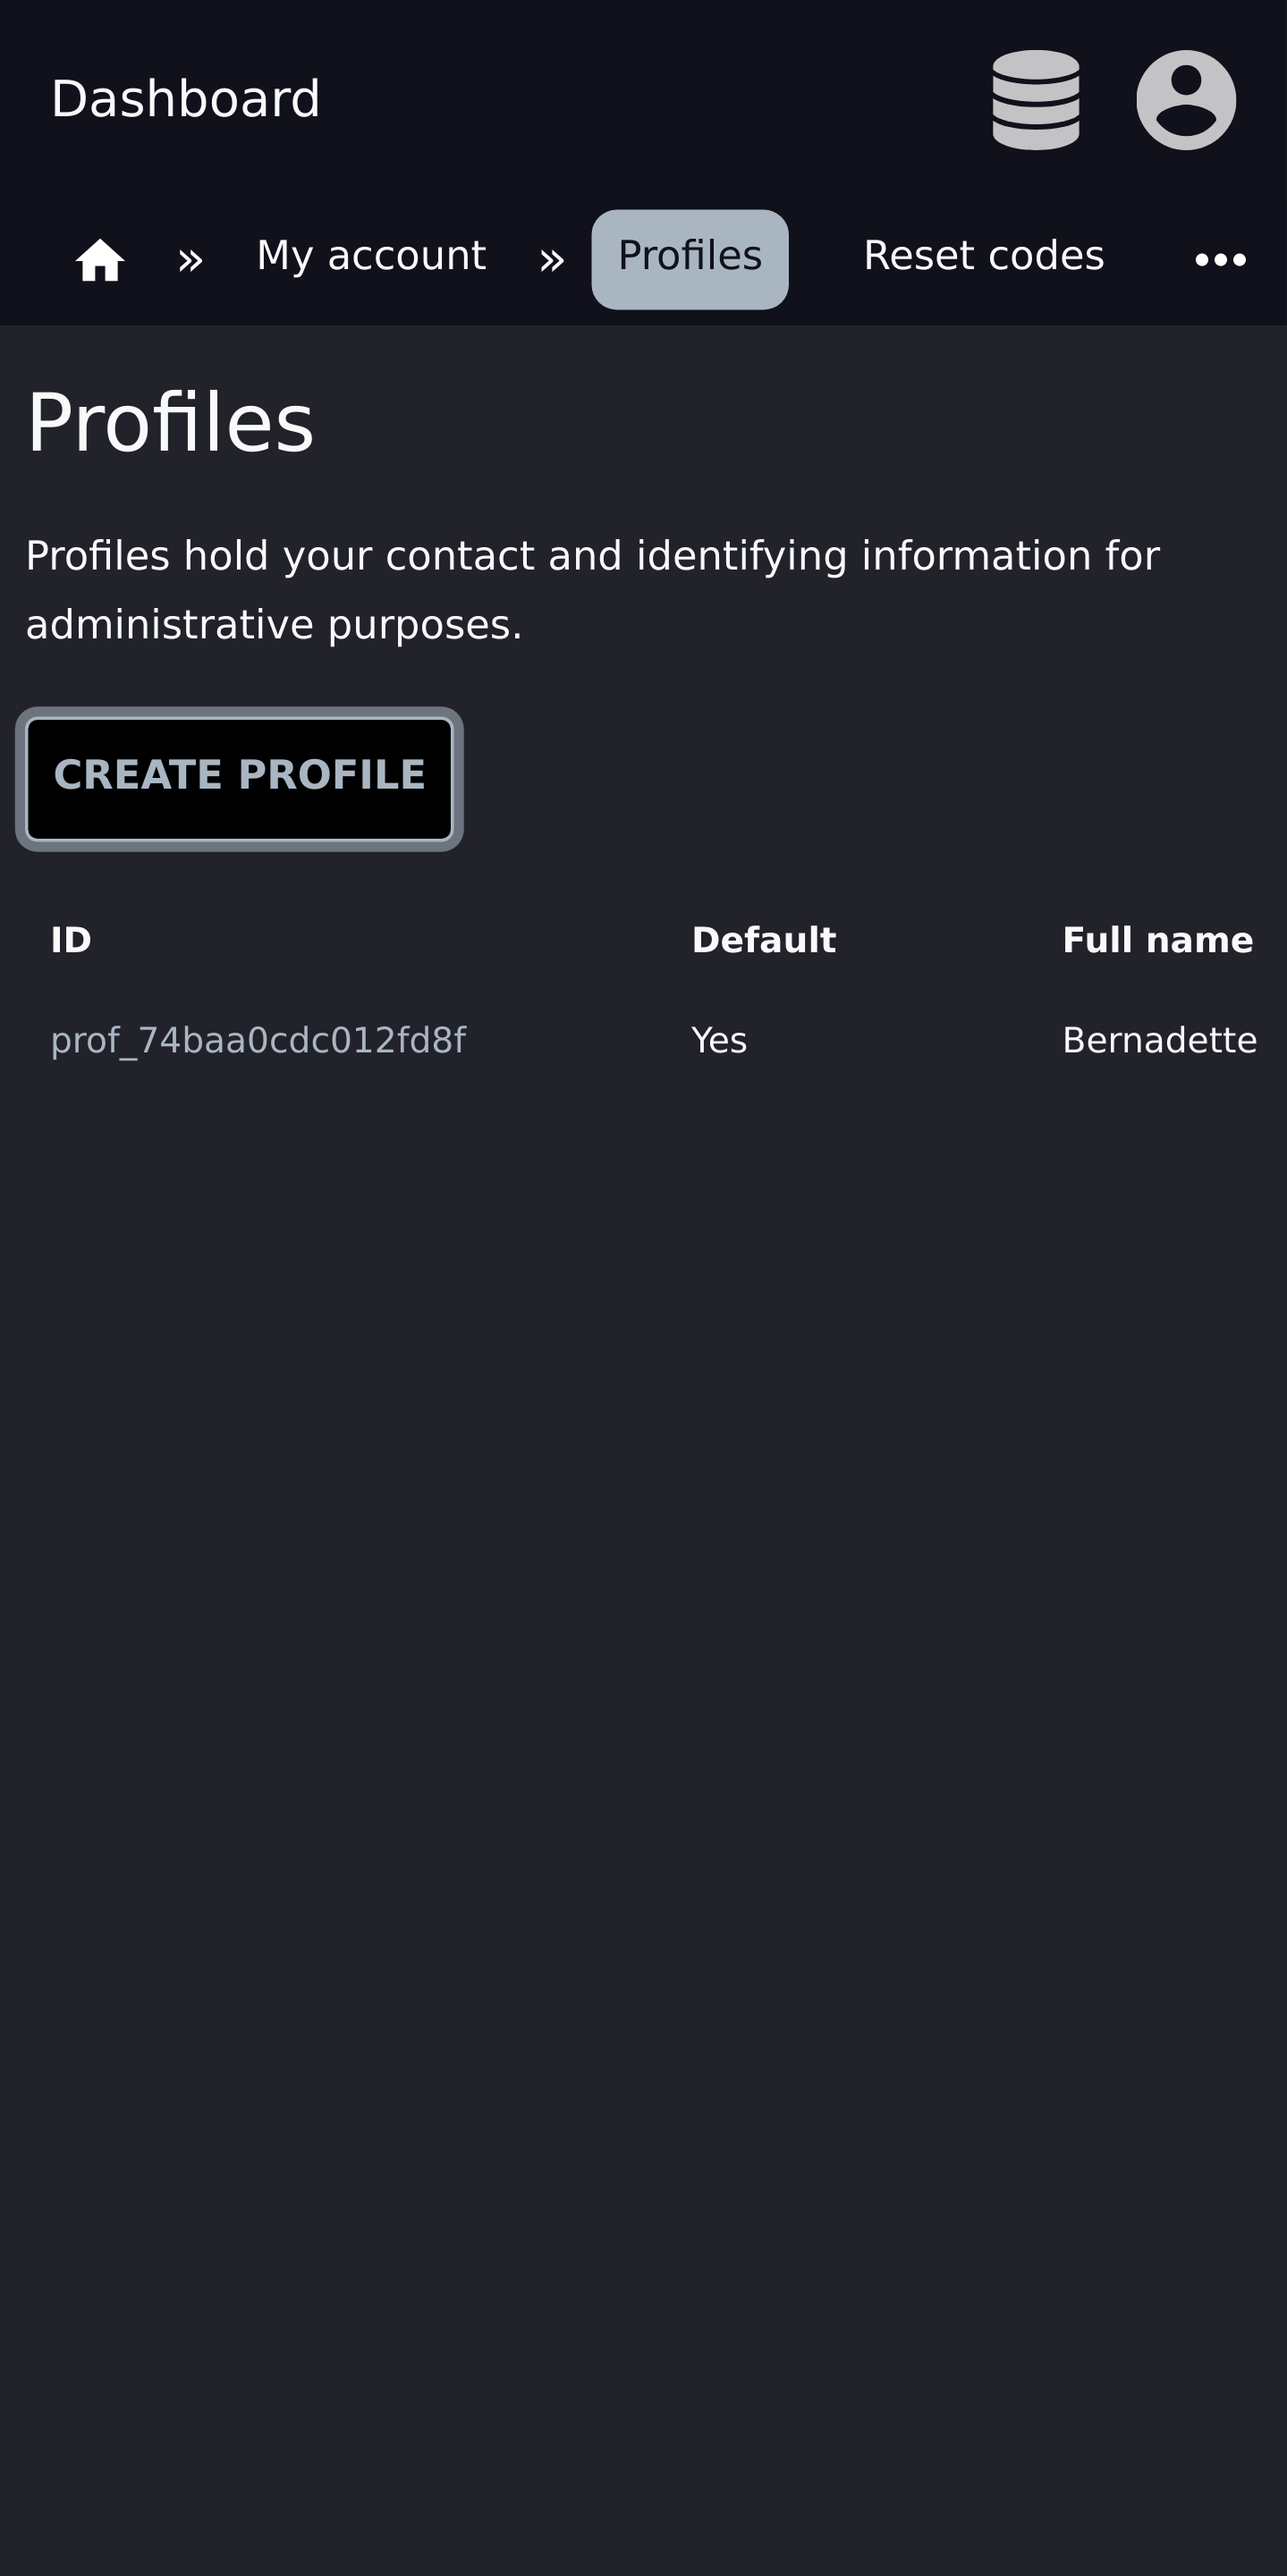 Dashboard
» My account » Profiles Reset codes •••
Profiles
Profiles hold your contact and identifying information for
administrative purposes.
CREATE PROFILE
ID Default Full name
prof_74baa0cdc012fd8f Yes Bernadette